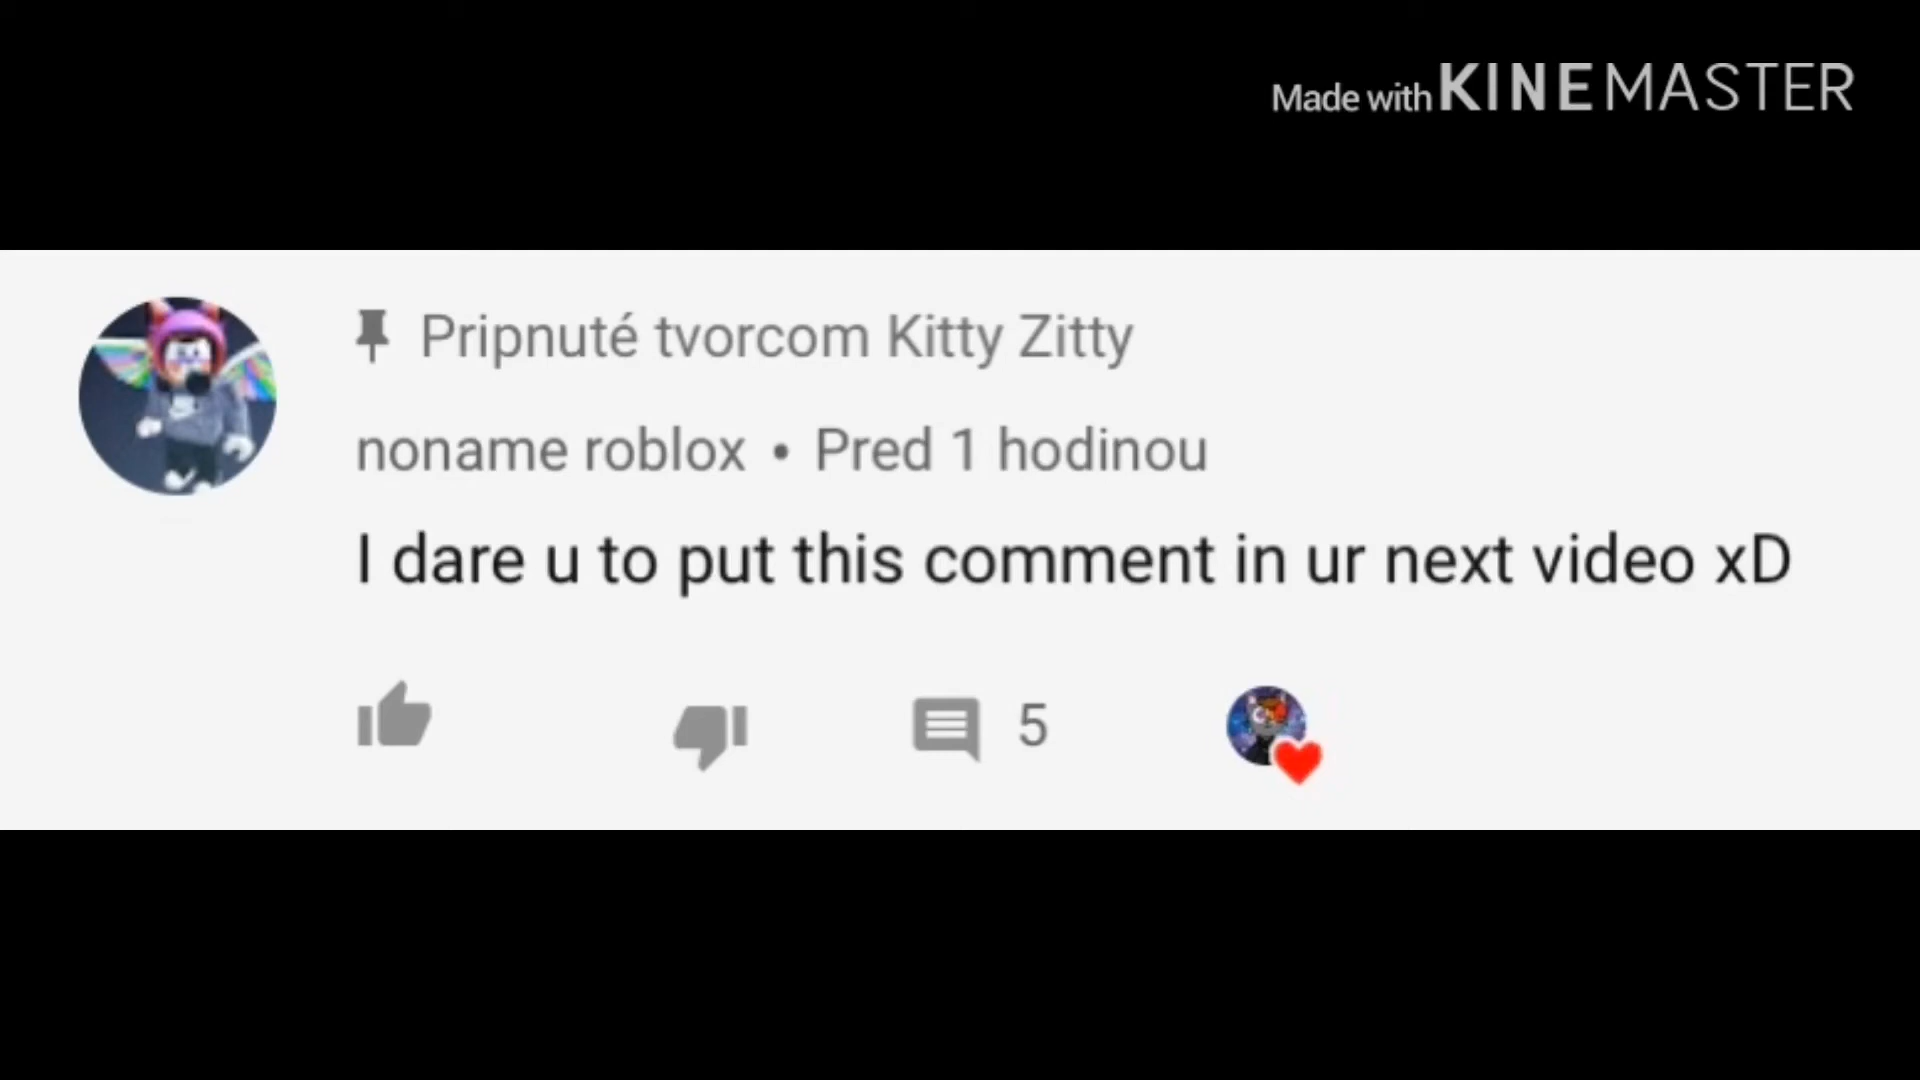 Made with KINEMASTER
Pripnuté tvorcom Kitty Zitty
noname roblox • Pred 1 hodinou
I dare u to put this comment in ur next video xD
5